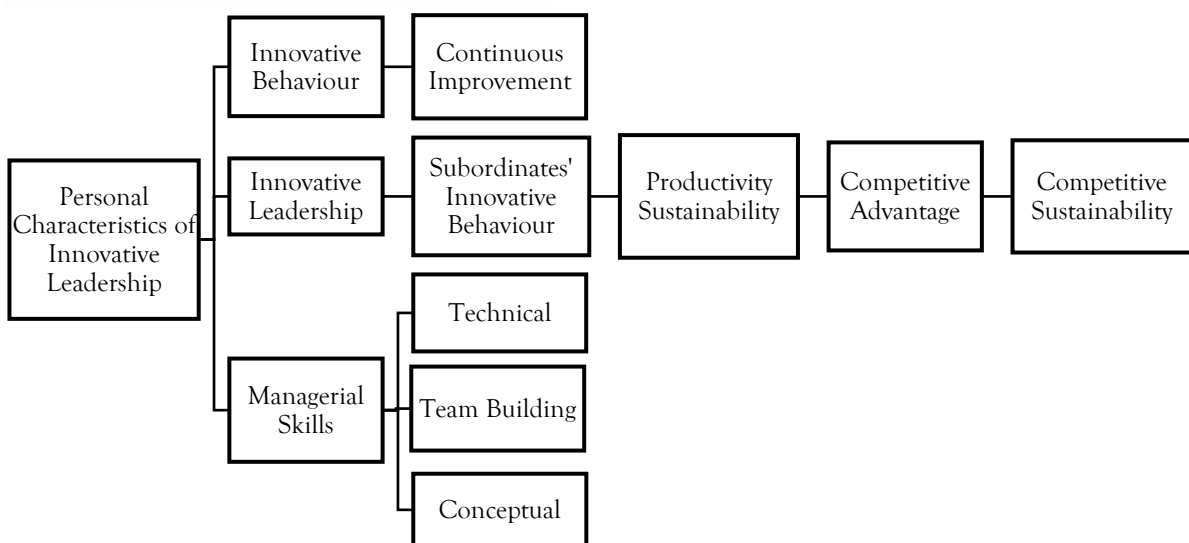 Innovative
Behaviour
Continuous
Improvement
Personal
Characteristics of
Innovative
Leadership
Innovative
Leadership
Subordinates'
Innovative
Behaviour
Productivity
Sustainability
Competitive
Advantage
Competitive
Sustainability
Managerial
Skills
Technical
Team Building
Conceptual